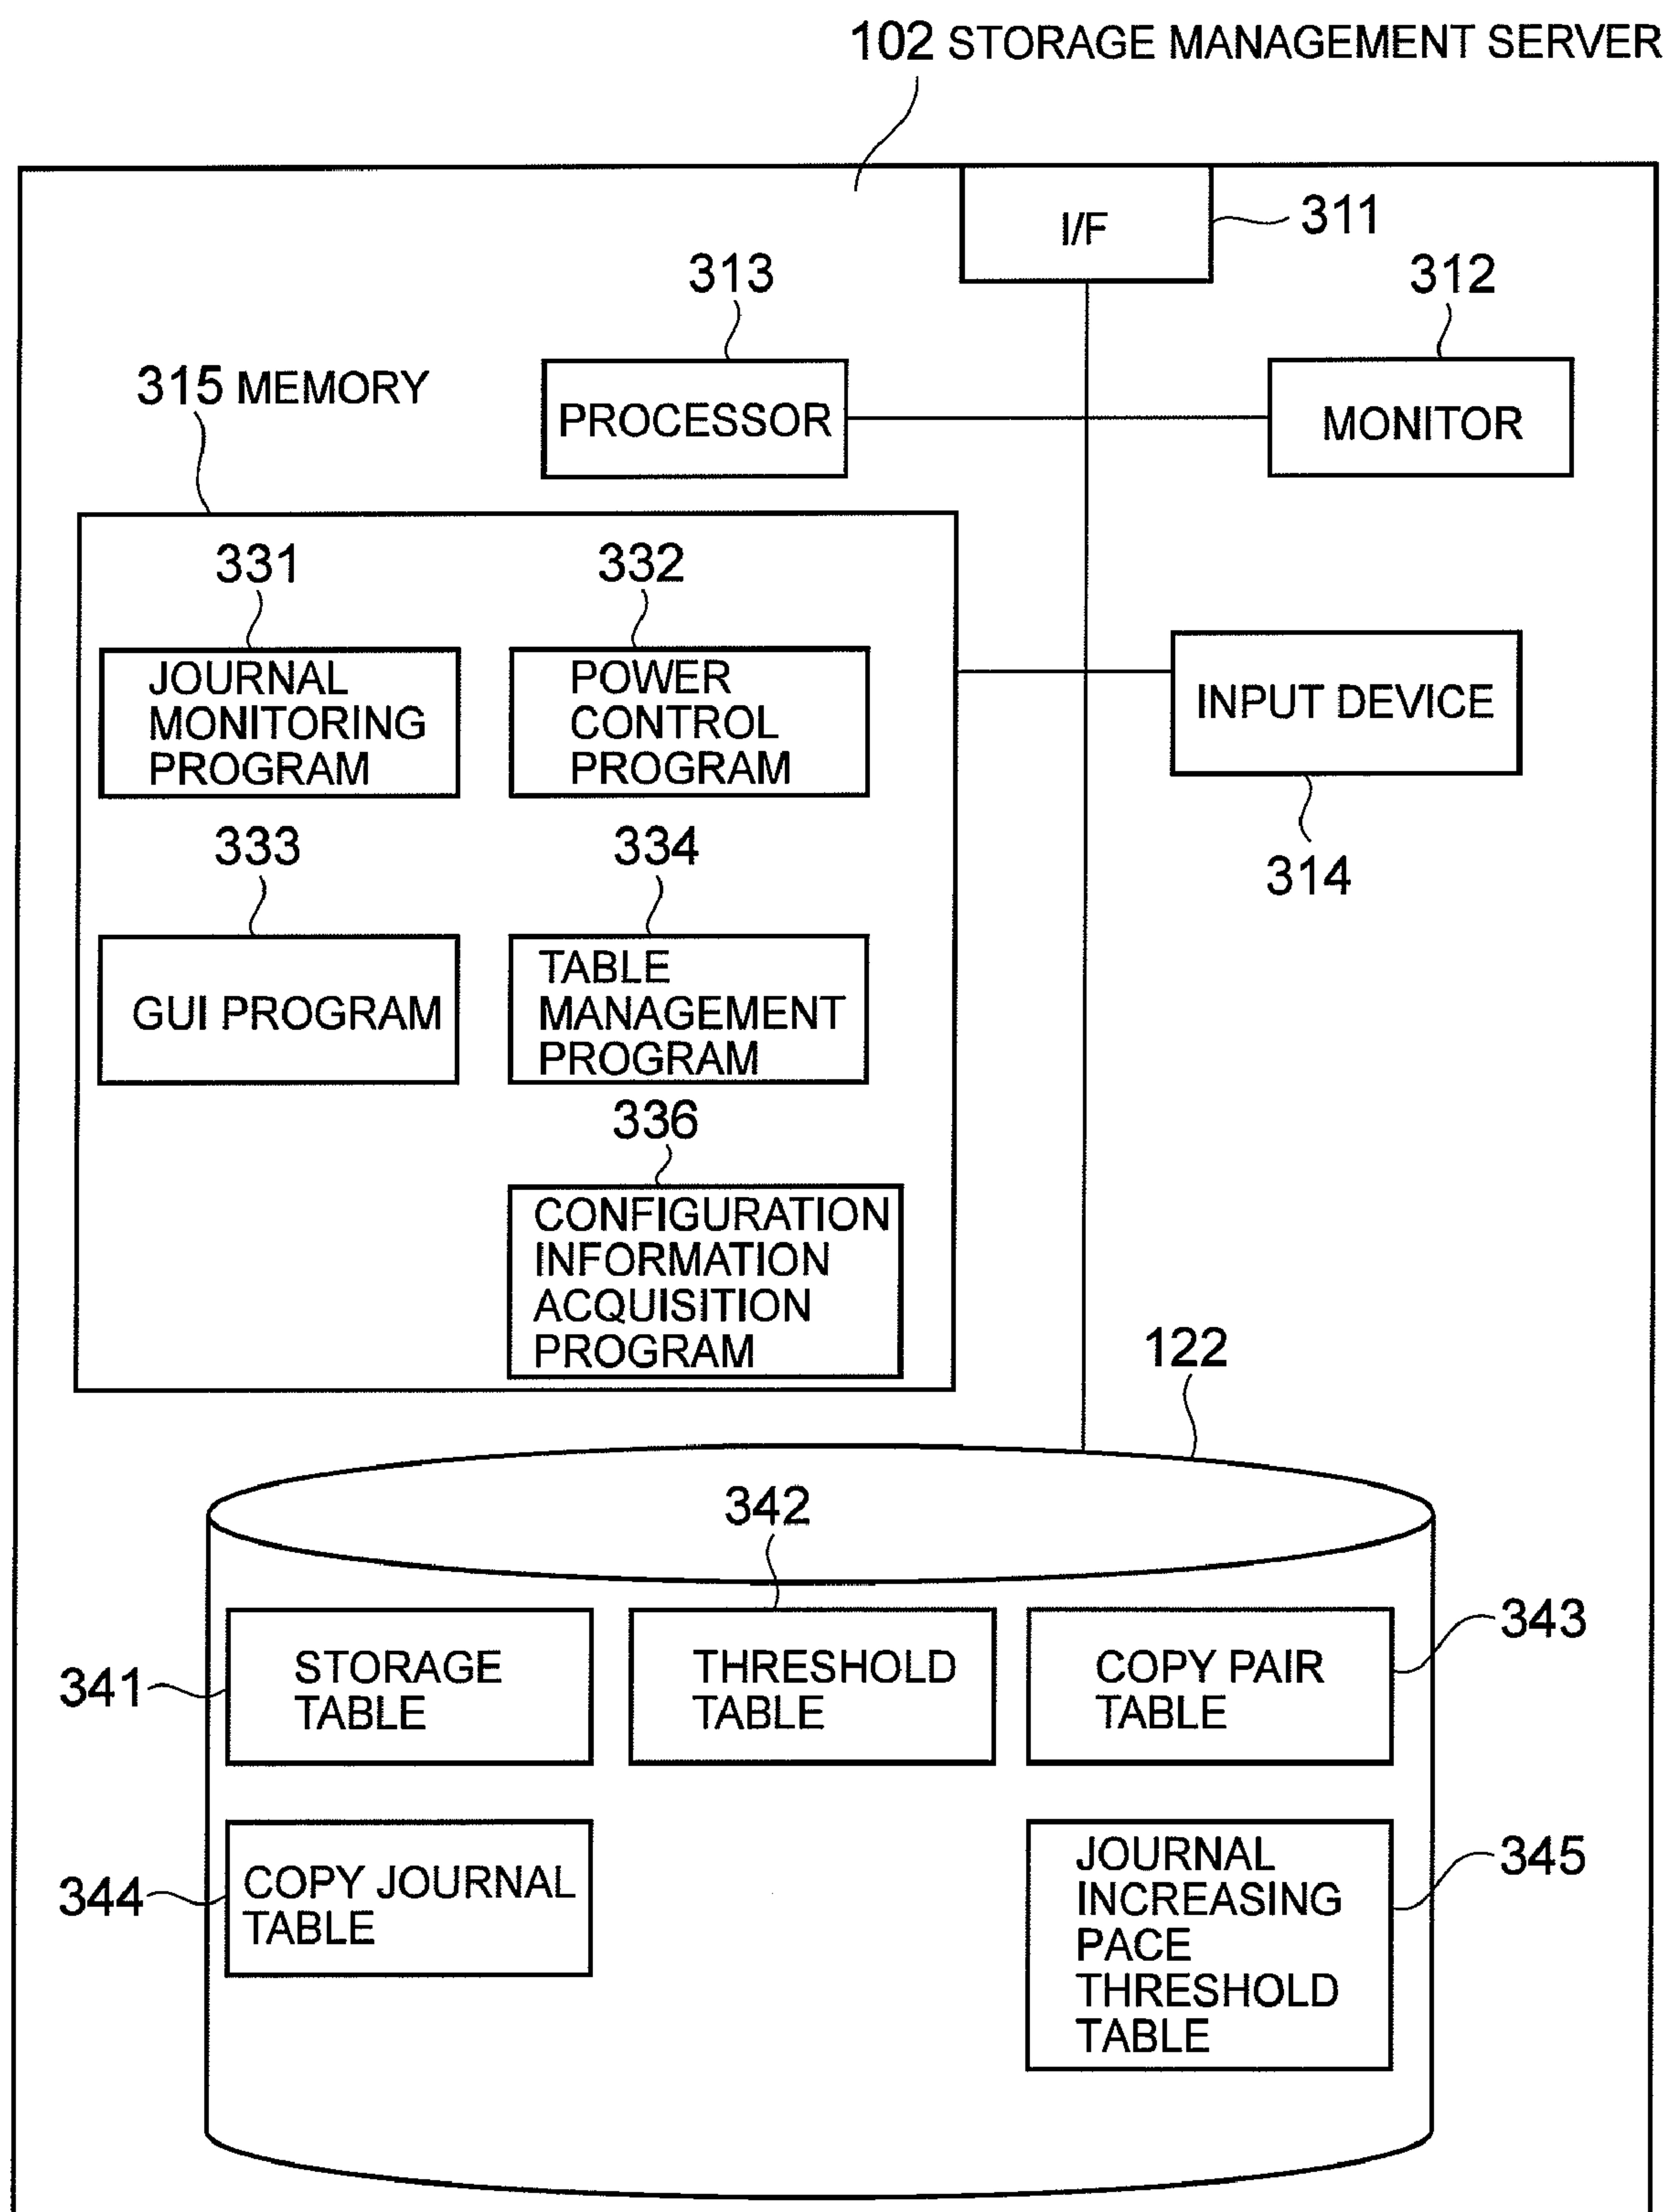 102 STORAGE MANAGEMENT SERVER
I/F
311
313
312
315 MEMORY
PROCESSOR
MONITOR
331
332
JOURNAL
MONITORING
PROGRAM
POWER
CONTROL
PROGRAM
INPUT DEVICE
314
333
334
GUI PROGRAM
TABLE
MANAGEMENT
PROGRAM
336
CONFIGURATION
INFORMATION
ACQUISITION
PROGRAM
122
342
341
STORAGE
TABLE
THRESHOLD
TABLE
COPY PAIR
TABLE
343
344
COPY JOURNAL
TABLE
JOURNAL
INCREASING
PACE
THRESHOLD
TABLE
345